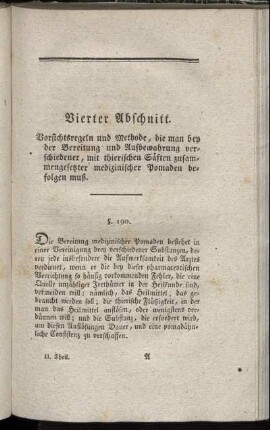 Vierter Abschnitt.
Vorsichtsregeln und Methode, die man bey
der Bereitung und Aufbewahrung ver-
schiedener, mit thierischen Säften zusam-
mengesetzter medizinischer Pomaden be-
folgen muß.
§. 190.
Die Bereitung medizinischer Pomaden bestehet in
einer Vereinigung drey verschiedener Substanzen, de-
ren jede insbesondere die Aufmerksamkeit des Arztes
verdienet, wenn er die bey dieser pharmacevtischen
Verrichtung so häufig vorkommenden Fehler, die eine
Quelle unzähliger Irrthümer in der Heilkunde sind,
vermeiden will; nämlich, das Heilmittel, das ge-
braucht werden soll; die thierische Flüßigkeit, in der
man das Heilmittel auflösen, oder wenigstens ver-
dünnen will; und die Substanz, die erfordert wird,
um diesen Auflösungen Dauer, und eine pomadähn-
liche Consistenz zu verschaffen.
II. Theil. A